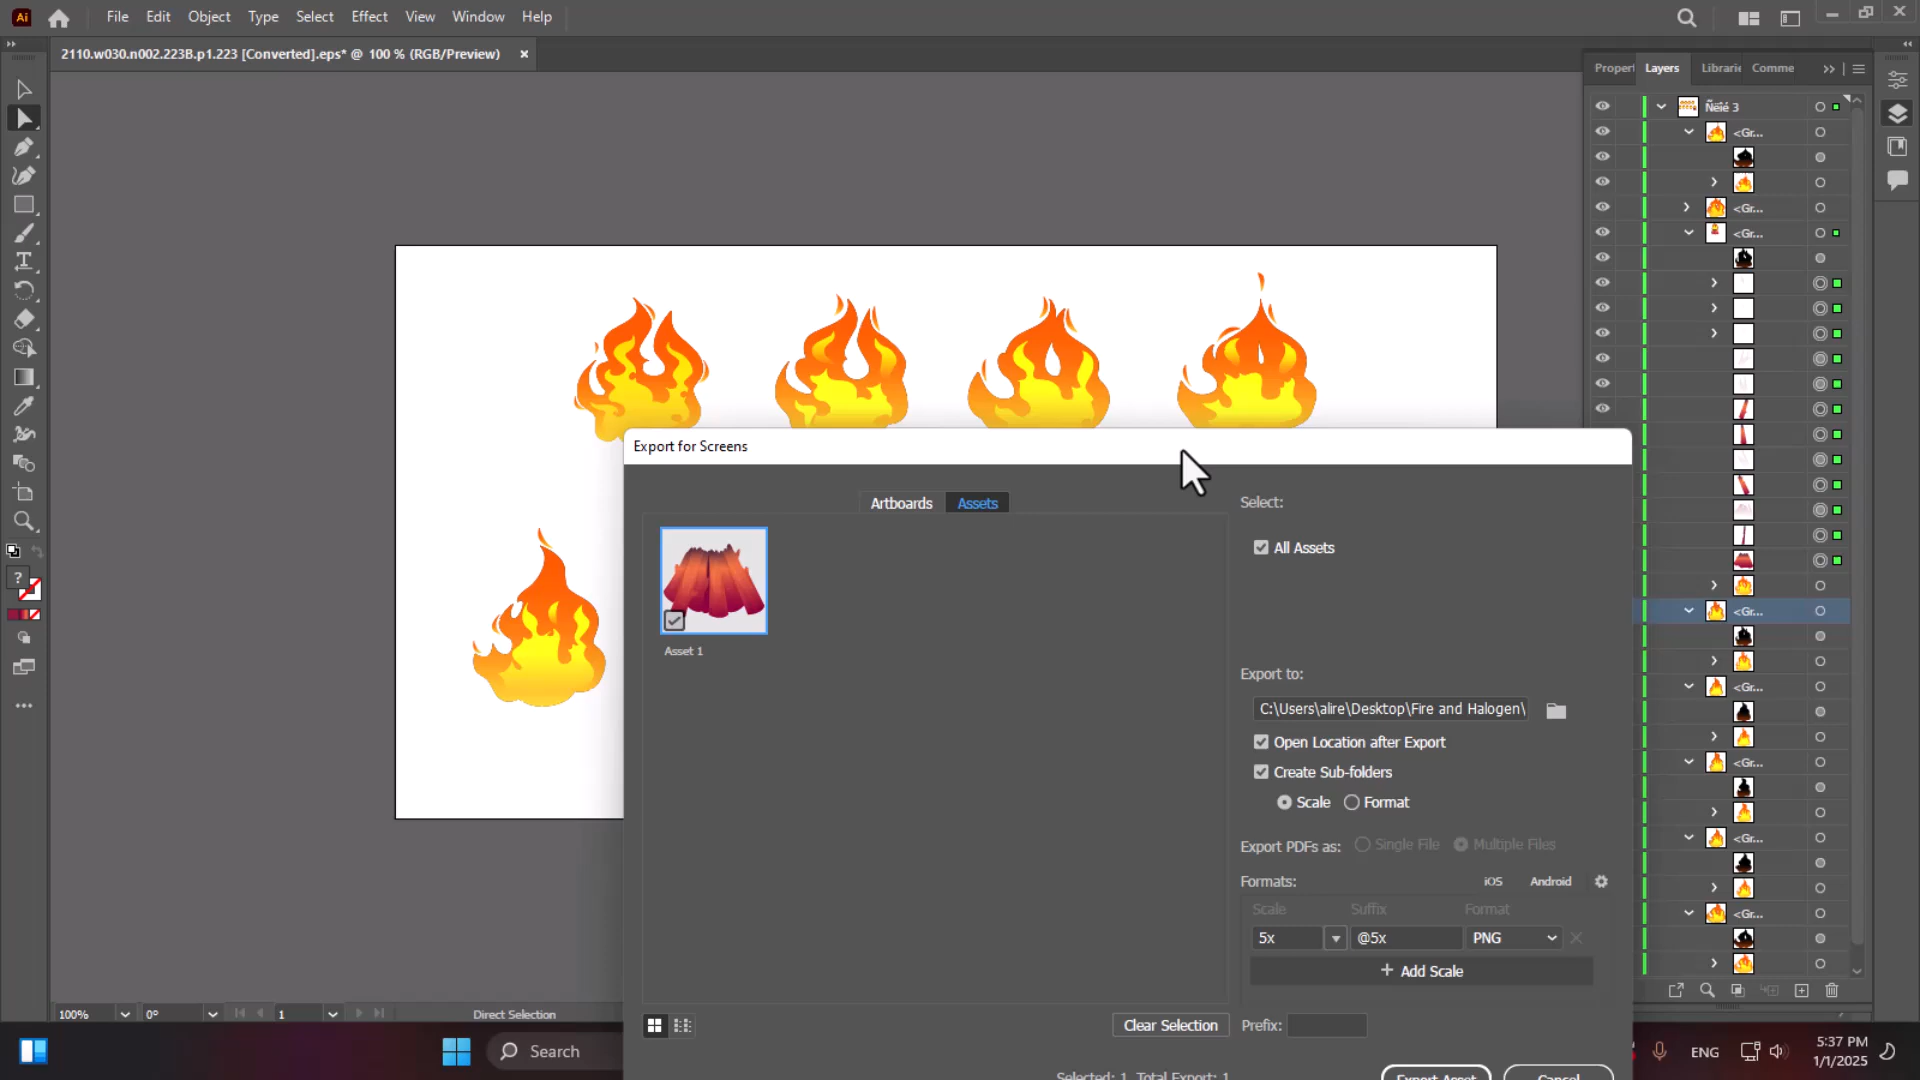 Ai File Edit Object Type Select Effect View Window Help
2110.w030.n002.223B.p1.223 [Converted].eps* @ 100 % (RGB/Preview)
Propert Layers Librarie Comme
Ñëîé 3
<Gr...
<Gr...
<Gr...
<Gr...
<Gr...
<Gr...
<Gr...
<Gr...
Export for Screens
Artboards Assets
Asset 1
Select:
All Assets
Export to:
C:\Users\alire\Desktop\Fire and Halogen\
Open Location after Export
Create Sub-folders
Scale Format
Export PDFs as: Single File Multiple Files
Formats: iOS Android
Scale Suffix Format
5x @5x PNG
+ Add Scale
Clear Selection Prefix:
Selected: 1, Total Export: 1
Export Asset Cancel
100% 0° 1 Direct Selection
Search
ENG
5:37 PM
1/1/2025